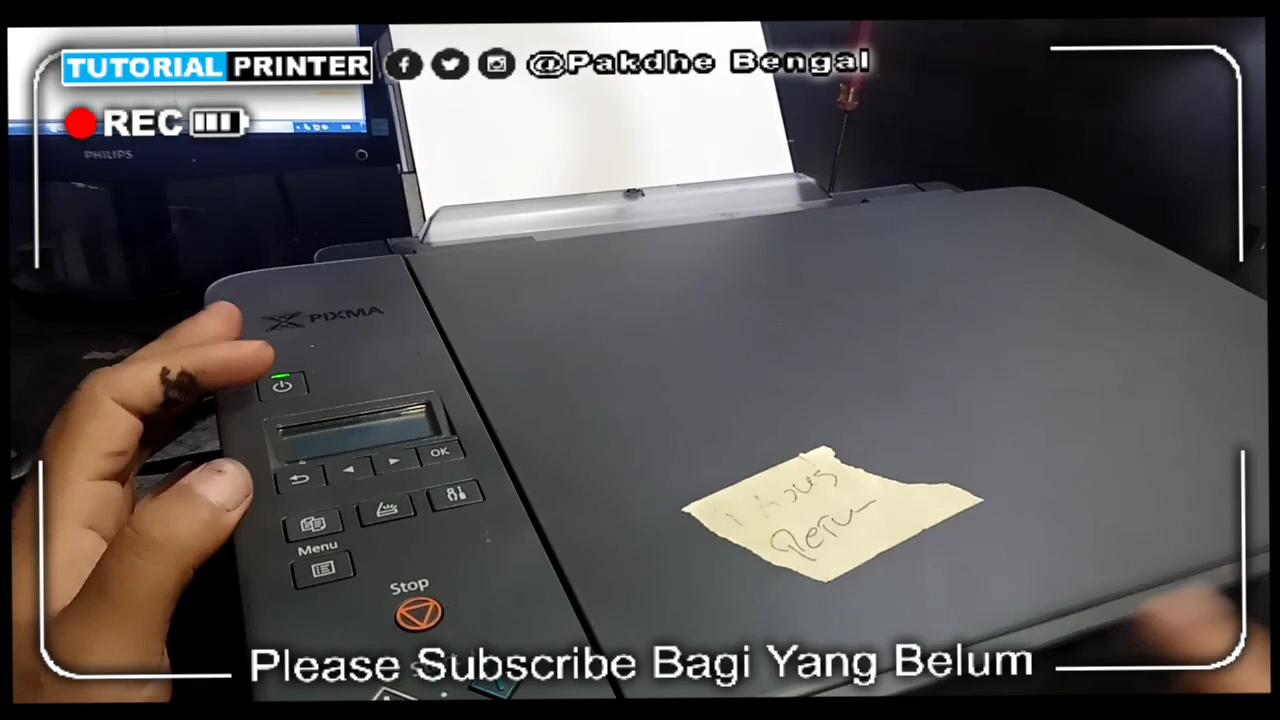 TUTORIAL PRINTER @Pakdhe Bengal
REC
PHILIPS
PIXMA
OK
Menu
Stop
Please Subscribe Bagi Yang Belum